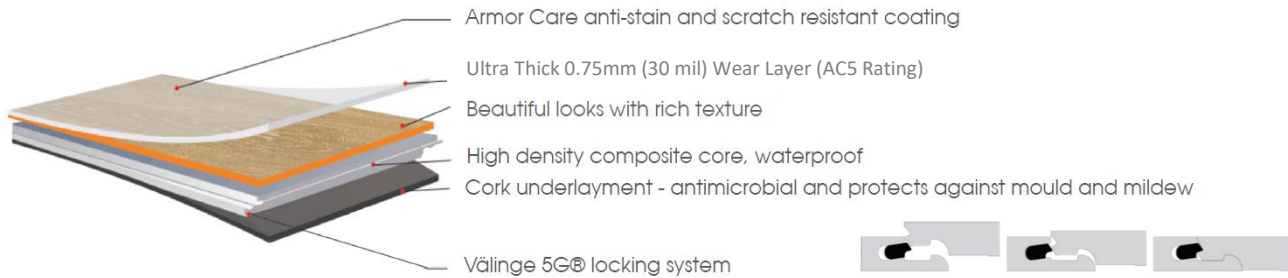 Armor Care anti-stain and scratch resistant coating
Ultra Thick 0.75mm (30 mil) Wear Layer (AC5 Rating)
Beautiful looks with rich texture
High density composite core, waterproof
Cork underlayment - antimicrobial and protects against mould and mildew
Välinge 5G® locking system